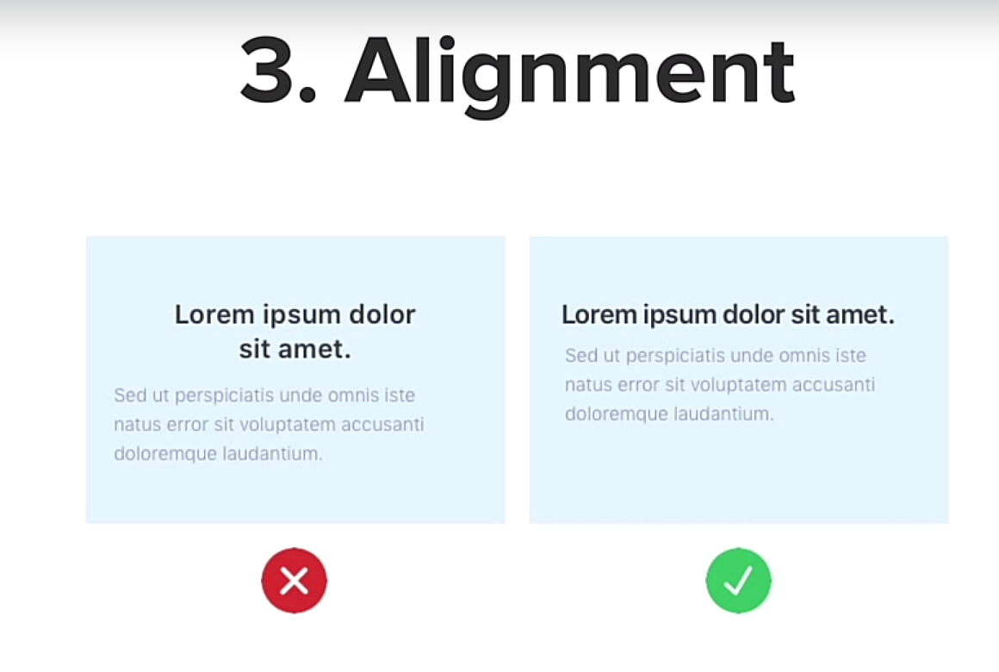 3. Alignment
Lorem ipsum dolor
sit amet.
Sed ut perspiciatis unde omnis iste
natus error sit voluptatem accusanti
doloremque laudantium.
Lorem ipsum dolor sit amet.
Sed ut perspiciatis unde omnis iste
natus error sit voluptatem accusanti
doloremque laudantium.